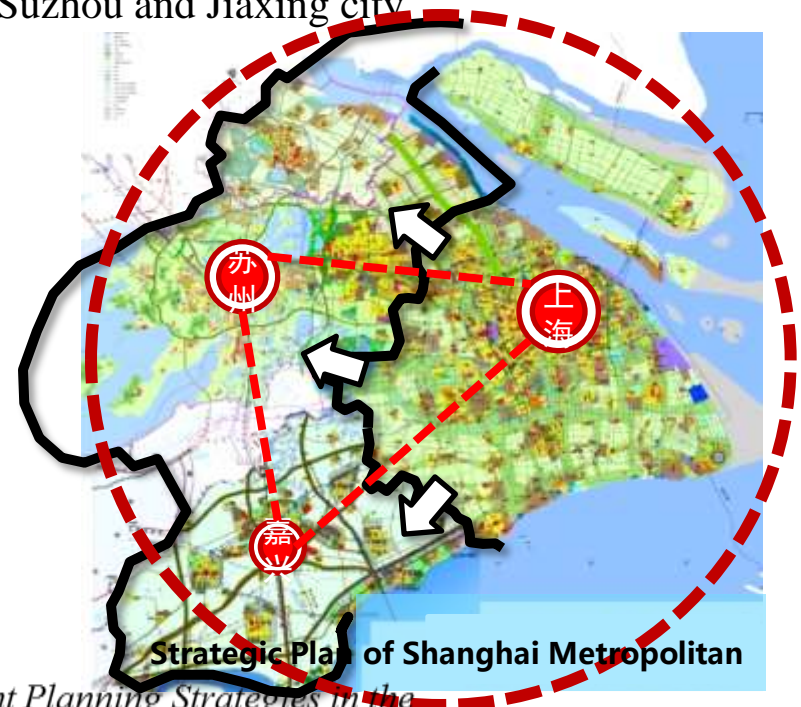 Suzhou and Jiaxing city
苏
州
上
海
嘉
Strategic Plan of Shanghai Metropolitan
nt Planning Strategies in the